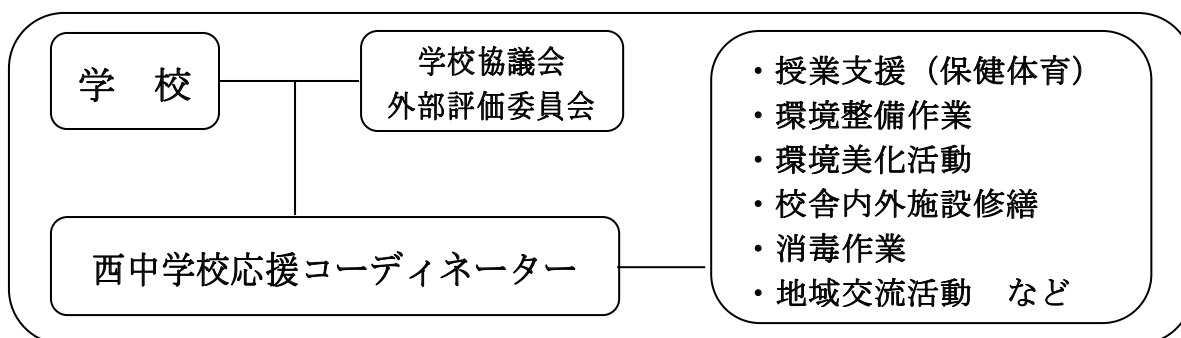 学　校
学校協議会
外部評価委員会
西中学校応援コーディネーター
・授業支援（保健体育）
・環境整備作業
・環境美化活動
・校舎内外施設修繕
・消毒作業
・地域交流活動　など